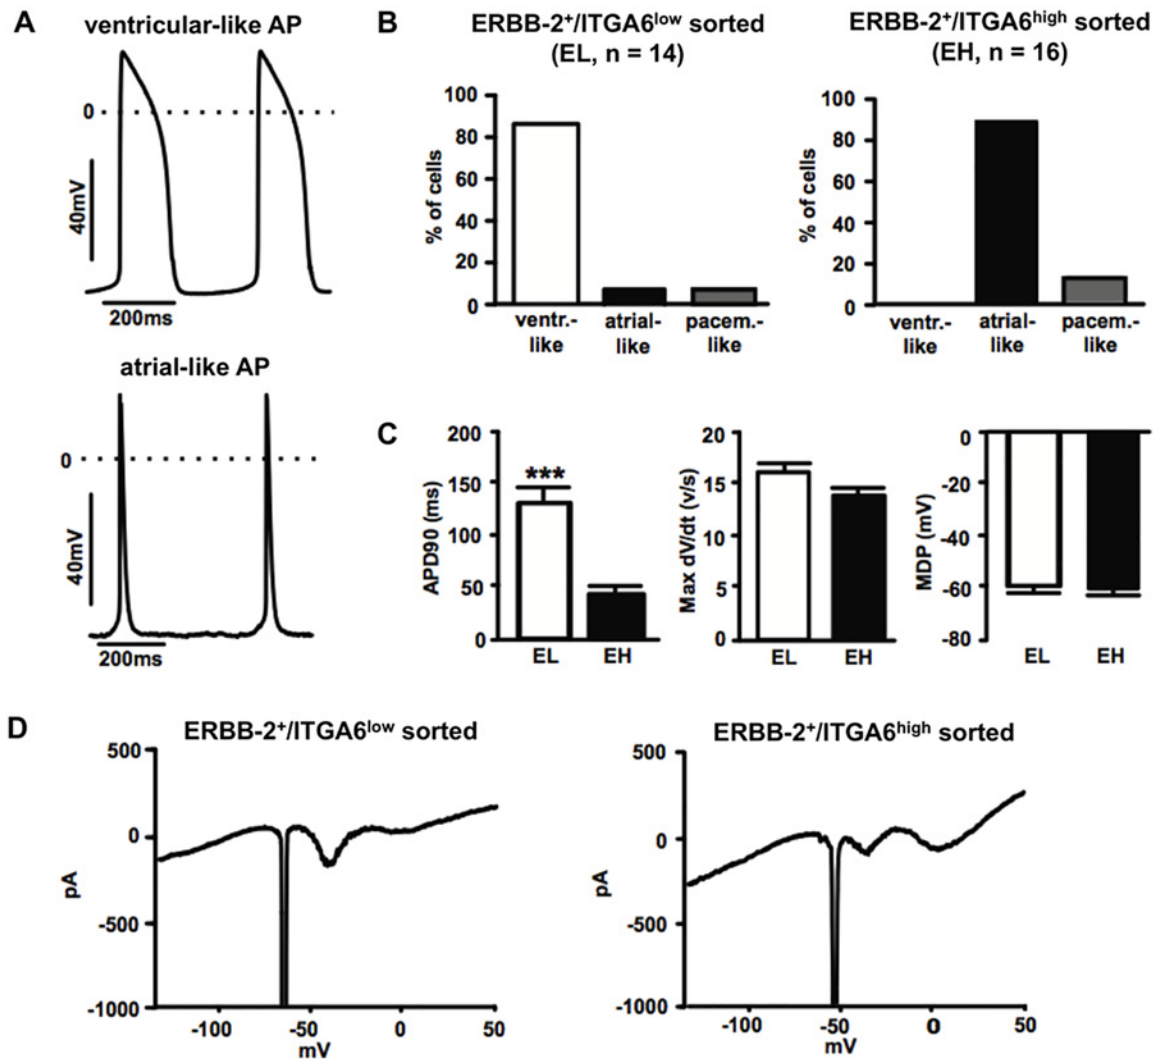 A
ventricular-like AP
0
40mV
200ms
atrial-like AP
0
40mV
200ms
B
ERBB-2⁺/ITGA6ˡᵒʷ sorted
(EL, n = 14)
% of cells
100
80
60
40
20
0
ventr.-
like
atrial-
like
pacem.-
like
ERBB-2⁺/ITGA6ʰⁱᵍʰ sorted
(EH, n = 16)
% of cells
100
80
60
40
20
0
ventr.-
like
atrial-
like
pacem.-
like
C
APD90 (ms)
200
150
100
50
0
***
EL
EH
Max dV/dt (v/s)
20
15
10
5
0
EL
EH
MDP (mV)
0
-20
-40
-60
-80
EL
EH
D
ERBB-2⁺/ITGA6ˡᵒʷ sorted
pA
500
0
-500
-1000
-100
-50
0
50
mV
ERBB-2⁺/ITGA6ʰⁱᵍʰ sorted
pA
500
0
-500
-1000
-100
-50
0
50
mV